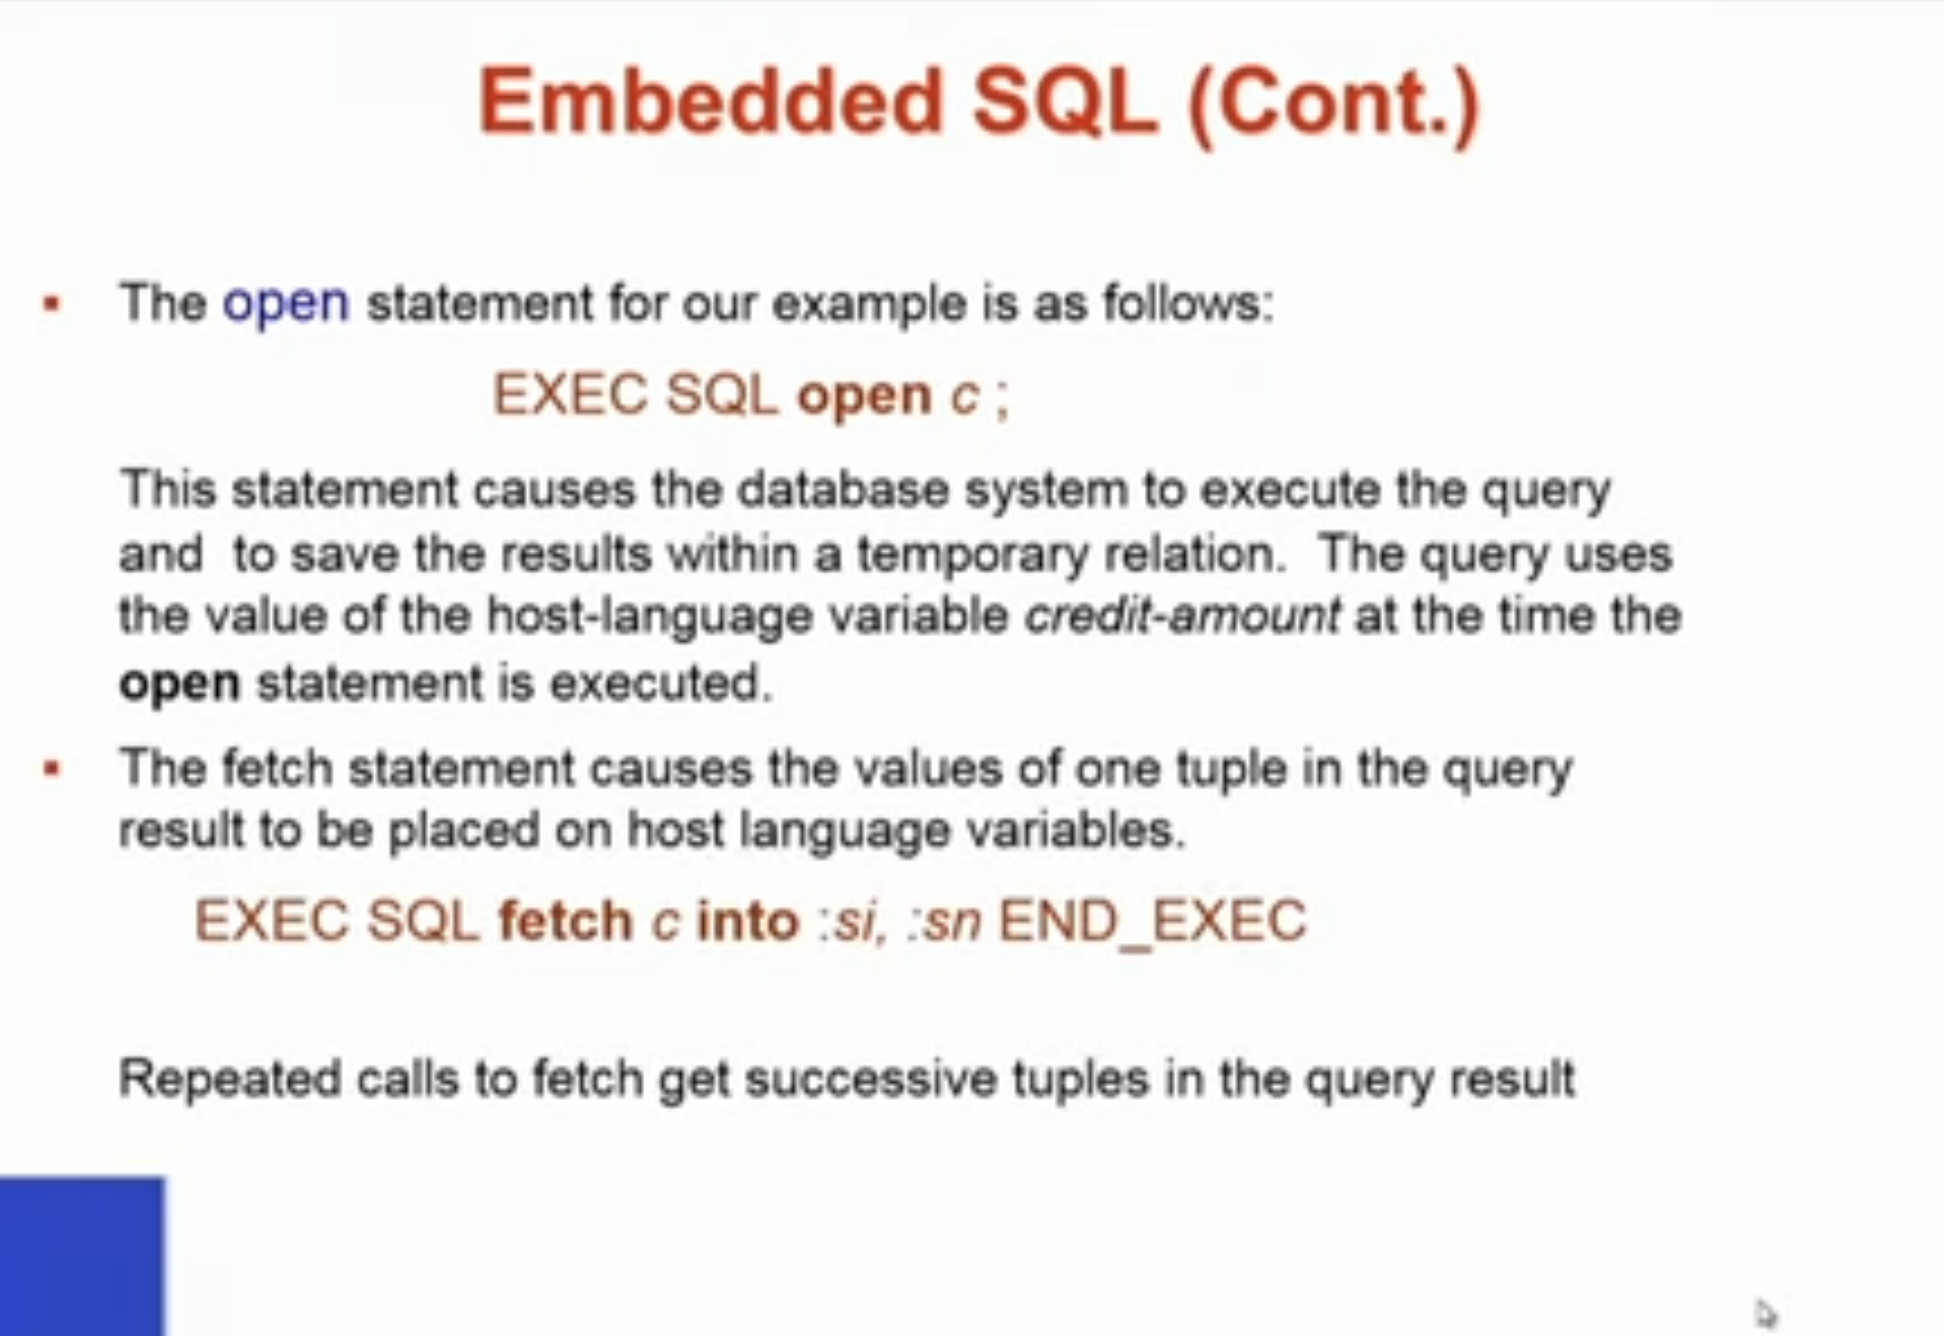 Embedded SQL (Cont.)
▪ The open statement for our example is as follows:
EXEC SQL open c ;
This statement causes the database system to execute the query
and  to save the results within a temporary relation.  The query uses
the value of the host-language variable credit-amount at the time the
open statement is executed.
▪ The fetch statement causes the values of one tuple in the query
result to be placed on host language variables.
EXEC SQL fetch c into :si, :sn END_EXEC
Repeated calls to fetch get successive tuples in the query result